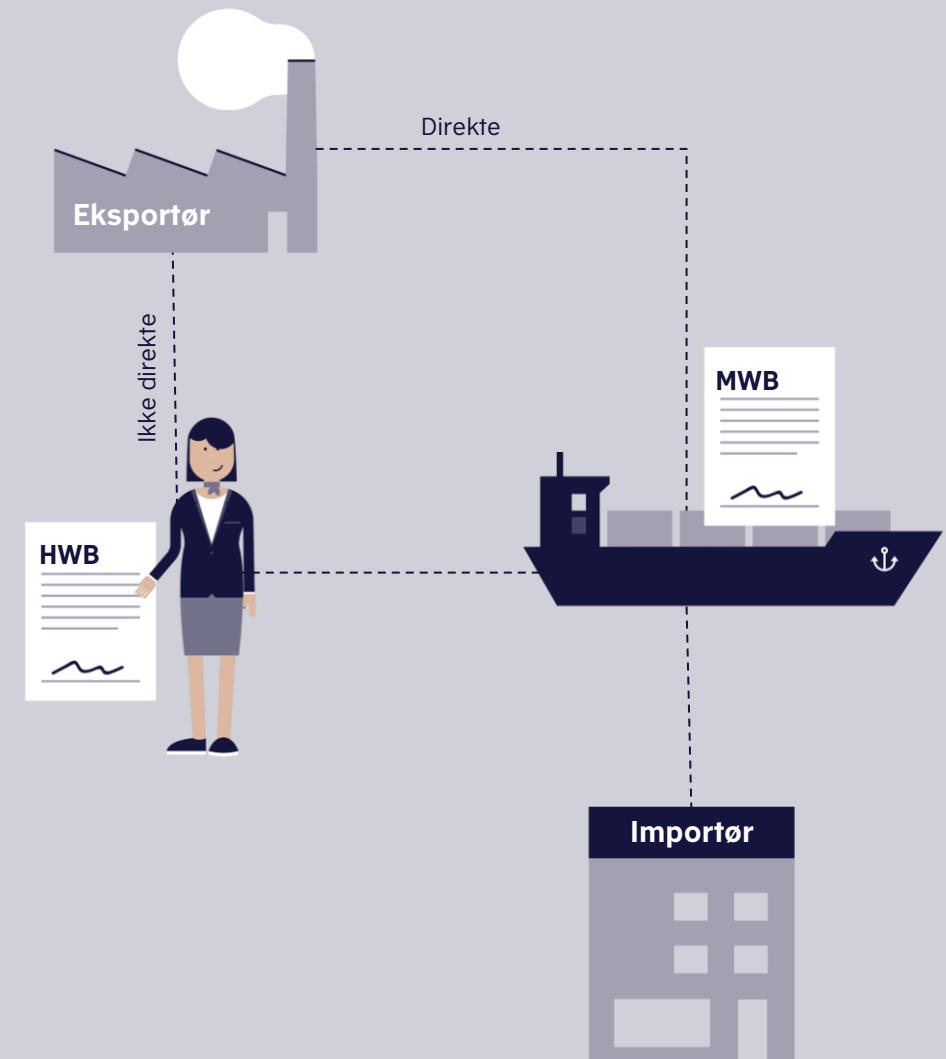 Direkte
Eksportør
Ikke direkte
MWB
HWB
Importør